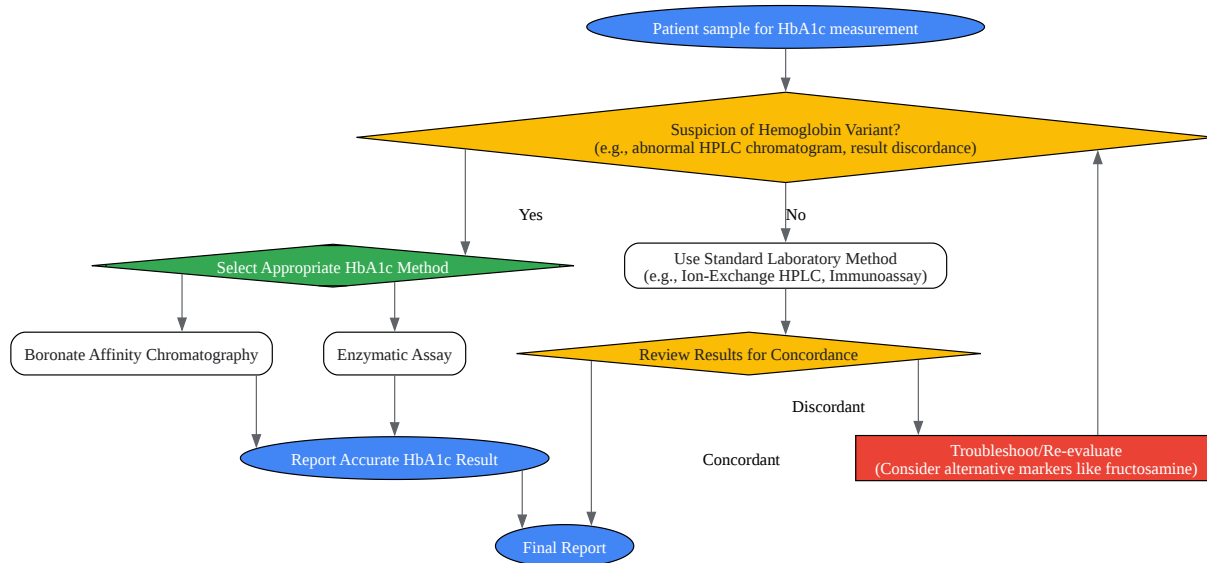 Patient sample for HbA1c measurement
Suspicion of Hemoglobin Variant?
(e.g., abnormal HPLC chromatogram, result discordance)
Yes
No
Select Appropriate HbA1c Method
Use Standard Laboratory Method
(e.g., Ion-Exchange HPLC, Immunoassay)
Boronate Affinity Chromatography
Enzymatic Assay
Review Results for Concordance
Discordant
Concordant
Troubleshoot/Re-evaluate
(Consider alternative markers like fructosamine)
Report Accurate HbA1c Result
Final Report